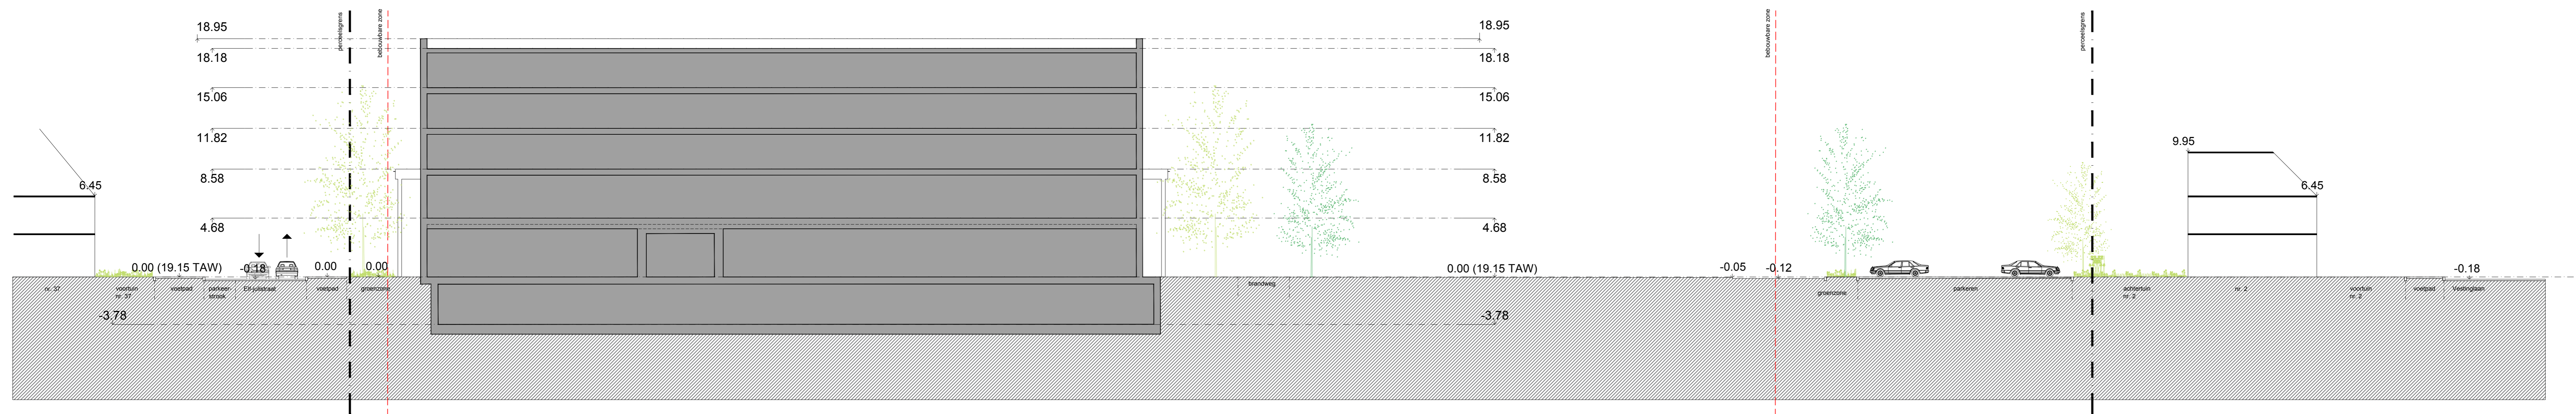 perceelsgrens
bebouwbare zone
bebouwbare zone
perceelsgrens
18.95
18.95
18.18
18.18
15.06
15.06
11.82
11.82
9.95
8.58
8.58
6.45
6.45
4.68
4.68
0.00 (19.15 TAW)
-0.18
0.00
0.00
0.00 (19.15 TAW)
-0.05
-0.12
-0.18
nr. 37
voortuin
nr. 37
voetpad
parkeer-
strook
Elf-julistraat
voetpad
groenzone
brandweg
groenzone
parkeren
achtertuin
nr. 2
nr. 2
voortuin
nr. 2
voetpad
Vestinglaan
-3.78
-3.78